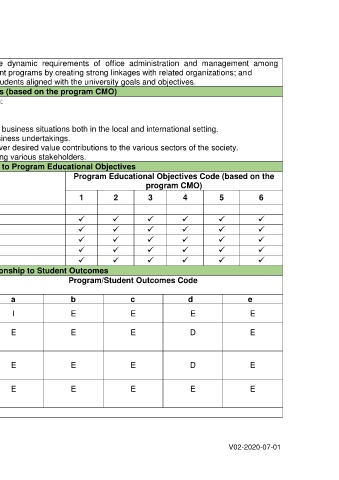 e dynamic requirements of office administration and management among
nt programs by creating strong linkages with related organizations; and
tudents aligned with the university goals and objectives.
s (based on the program CMO)
:
business situations both in the local and international setting.
siness undertakings.
ver desired value contributions to the various sectors of the society.
ng various stakeholders.
to Program Educational Objectives
Program Educational Objectives Code (based on the
program CMO)
1 2 3 4 5 6
✓ ✓ ✓ ✓ ✓ ✓
✓ ✓ ✓ ✓ ✓ ✓
✓ ✓ ✓ ✓ ✓ ✓
✓ ✓ ✓ ✓ ✓ ✓
✓ ✓ ✓ ✓ ✓ ✓
onship to Student Outcomes
Program/Student Outcomes Code
a b c d e
I E E E E
E E E D E
E E E D E
E E E E E
V02-2020-07-01